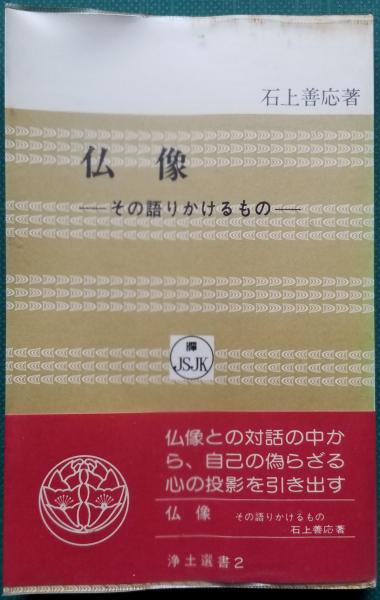 石上善応著
仏像
—その語りかけるもの—
JSJK
仏像との対話の中か
ら、自己の偽らざる
心の投影を引き出す
仏像 その語りかけるもの
石上善応著
浄土選書2